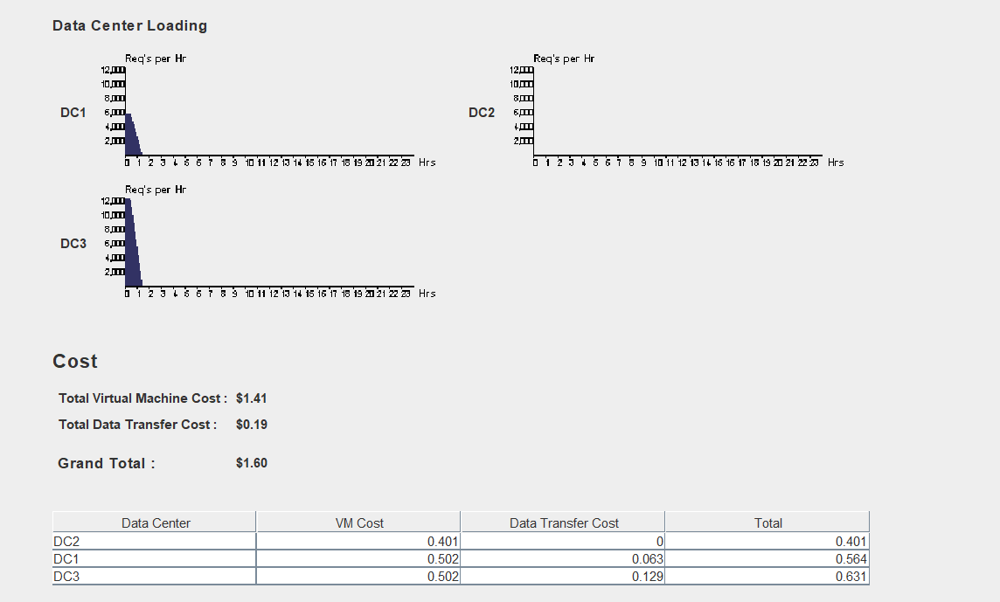 Data Center Loading
Req's per Hr
12,000
10,000
8,000
DC1 6,000
4,000
2,000
0 1 2 3 4 5 6 7 8 9 10 11 12 13 14 15 16 17 18 19 20 21 22 23 Hrs
Req's per Hr
12,000
10,000
8,000
DC2 6,000
4,000
2,000
0 1 2 3 4 5 6 7 8 9 10 11 12 13 14 15 16 17 18 19 20 21 22 23 Hrs
Req's per Hr
12,000
10,000
8,000
DC3 6,000
4,000
2,000
0 1 2 3 4 5 6 7 8 9 10 11 12 13 14 15 16 17 18 19 20 21 22 23 Hrs
Cost
Total Virtual Machine Cost : $1.41
Total Data Transfer Cost : $0.19
Grand Total : $1.60
Data Center VM Cost Data Transfer Cost Total
DC2 0.401 0 0.401
DC1 0.502 0.063 0.564
DC3 0.502 0.129 0.631